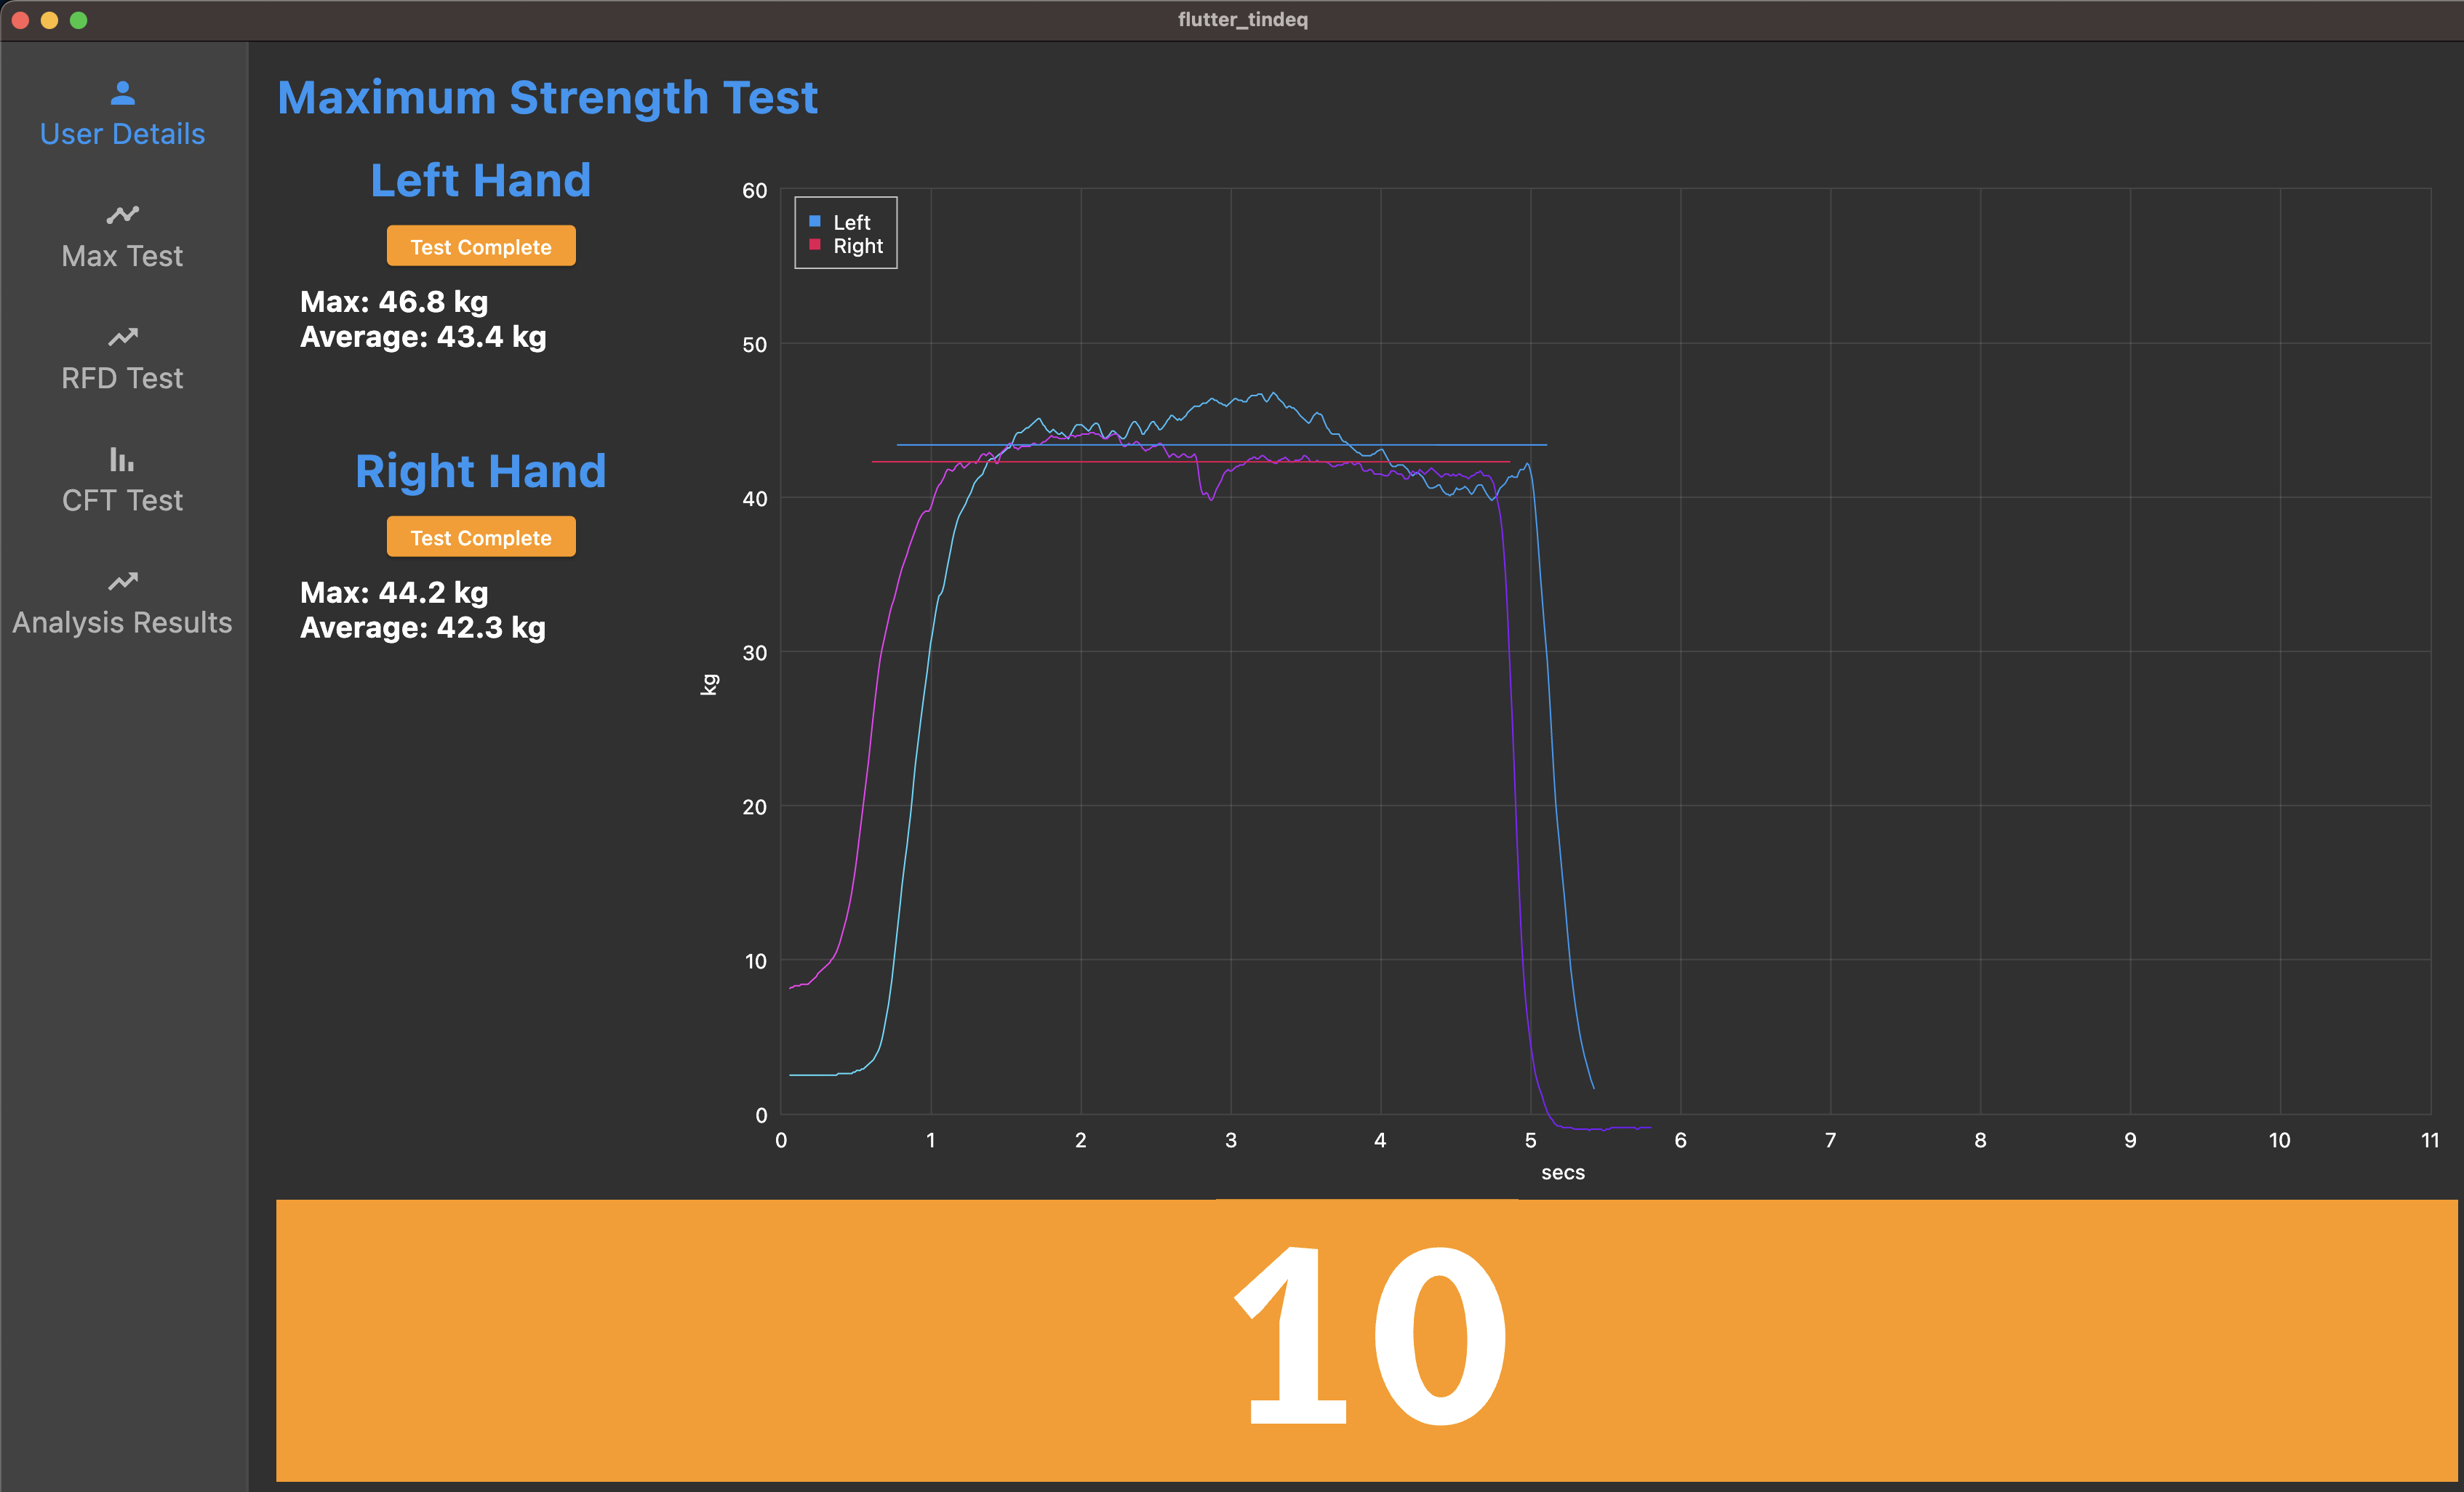 flutter_tindeq
User Details
Max Test
RFD Test
CFT Test
Analysis Results
Maximum Strength Test
Left Hand
Test Complete
Max: 46.8 kg
Average: 43.4 kg
Right Hand
Test Complete
Max: 44.2 kg
Average: 42.3 kg
Left
Right
60
50
40
30
20
10
0
kg
0 1 2 3 4 5 6 7 8 9 10 11
secs
10